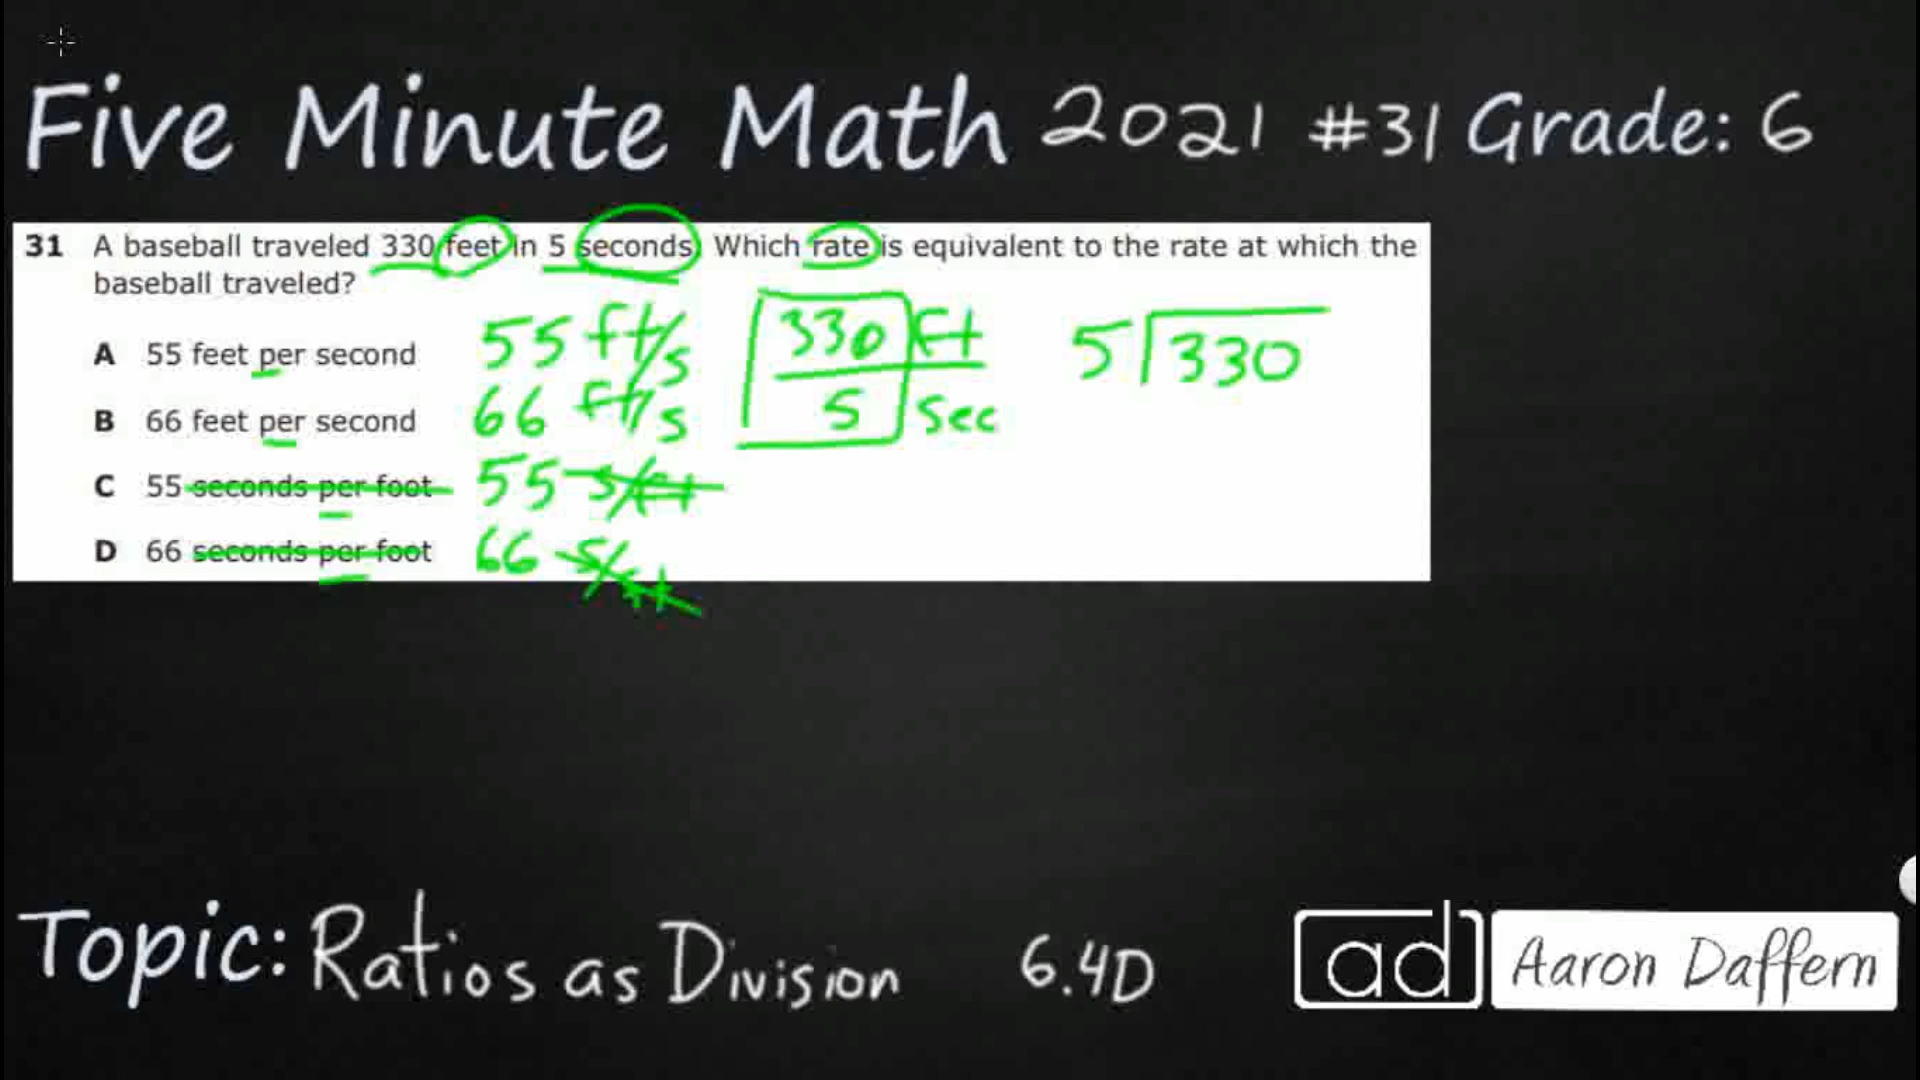 Five Minute Math 2021 #31 Grade: 6
31 A baseball traveled 330 feet in 5 seconds. Which rate is equivalent to the rate at which the
baseball traveled?
A 55 feet per second 55 ft/s 330 ft 5)330
B 66 feet per second 66 ft/s 5 sec
C 55 seconds per foot 55 s/ft
D 66 seconds per foot 66 s/ft
Topic: Ratios as Division 6.4D ad Aaron Daffern